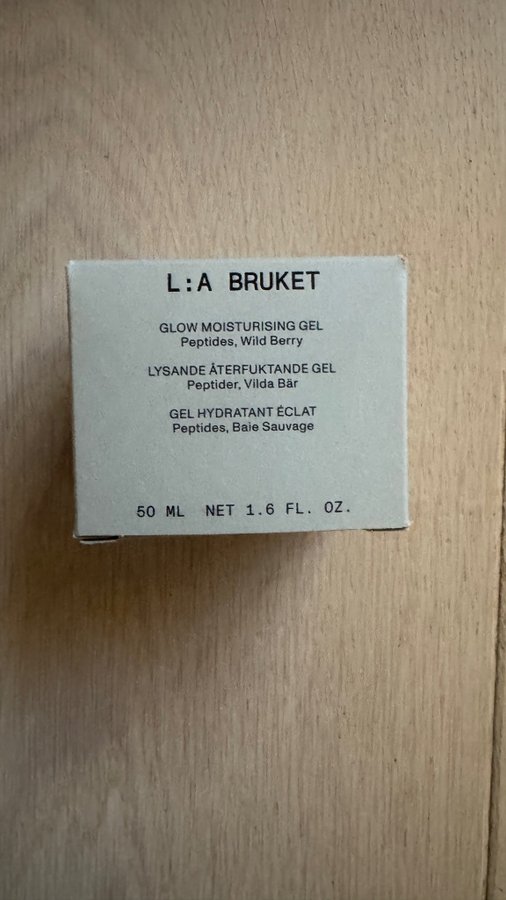 L:A BRUKET
GLOW MOISTURISING GEL
Peptides, Wild Berry
LYSANDE ÅTERFUKTANDE GEL
Peptider, Vilda Bär
GEL HYDRATANT ÉCLAT
Peptides, Baie Sauvage
50 ML NET 1.6 FL. OZ.